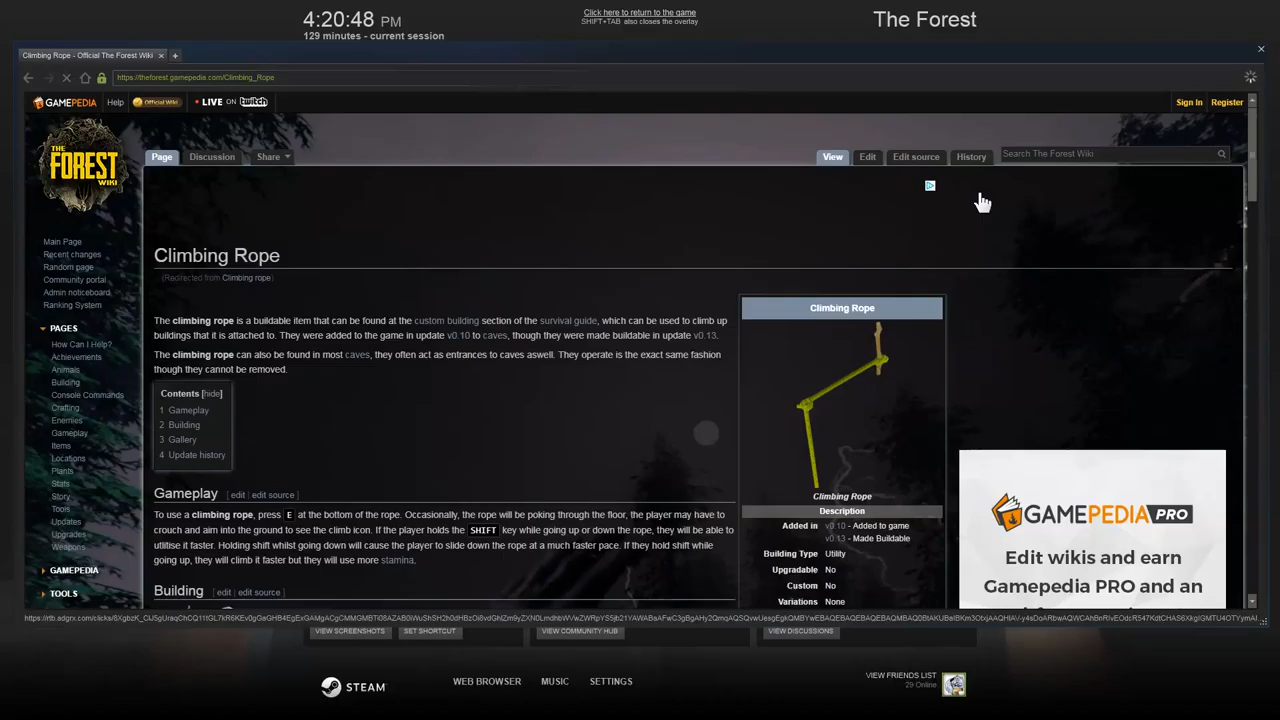 4:20:48 PM
129 minutes - current session
Click here to return to the game
SHIFT+TAB also closes the overlay
The Forest
Climbing Rope - Official The Forest Wiki
https://theforest.gamepedia.com/Climbing_Rope
GAMEPEDIA Help Official Wiki • LIVE ON twitch
Sign In Register
THE FOREST WIKI
Page Discussion Share
View Edit Edit source History
Search The Forest Wiki
Main Page
Recent changes
Random page
Community portal
Admin noticeboard
Ranking System
PAGES
How Can I Help?
Achievements
Animals
Building
Console Commands
Crafting
Enemies
Gameplay
Items
Locations
Plants
Stats
Story
Tools
Updates
Upgrades
Weapons
GAMEPEDIA
TOOLS
Climbing Rope
(Redirected from Climbing rope)
The climbing rope is a buildable item that can be found at the custom building section of the survival guide, which can be used to climb up
buildings that it is attached to. They were added to the game in update v0.10 to caves, though they were made buildable in update v0.13.
The climbing rope can also be found in most caves, they often act as entrances to caves aswell. They operate is the exact same fashion
though they cannot be removed.
Contents [hide]
1 Gameplay
2 Building
3 Gallery
4 Update history
Gameplay [ edit | edit source ]
To use a climbing rope, press E at the bottom of the rope. Occasionally, the rope will be poking through the floor, the player may have to
crouch and aim into the ground to see the climb icon. If the player holds the SHIFT key while going up or down the rope, they will be able to
utlitise it faster. Holding shift whilst going down will cause the player to slide down the rope at a much faster pace. If they hold shift while
going up, they will climb it faster but they will use more stamina.
Building [ edit | edit source ]
Climbing Rope
Climbing Rope
Description
Added in v0.10 - Added to game
v0.13 - Made Buildable
Building Type Utility
Upgradable No
Custom No
Variations None
GAMEPEDIA PRO
Edit wikis and earn
Gamepedia PRO and an
VIEW SCREENSHOTS SET SHORTCUT VIEW COMMUNITY HUB VIEW DISCUSSIONS
STEAM WEB BROWSER MUSIC SETTINGS
VIEW FRIENDS LIST
29 Online